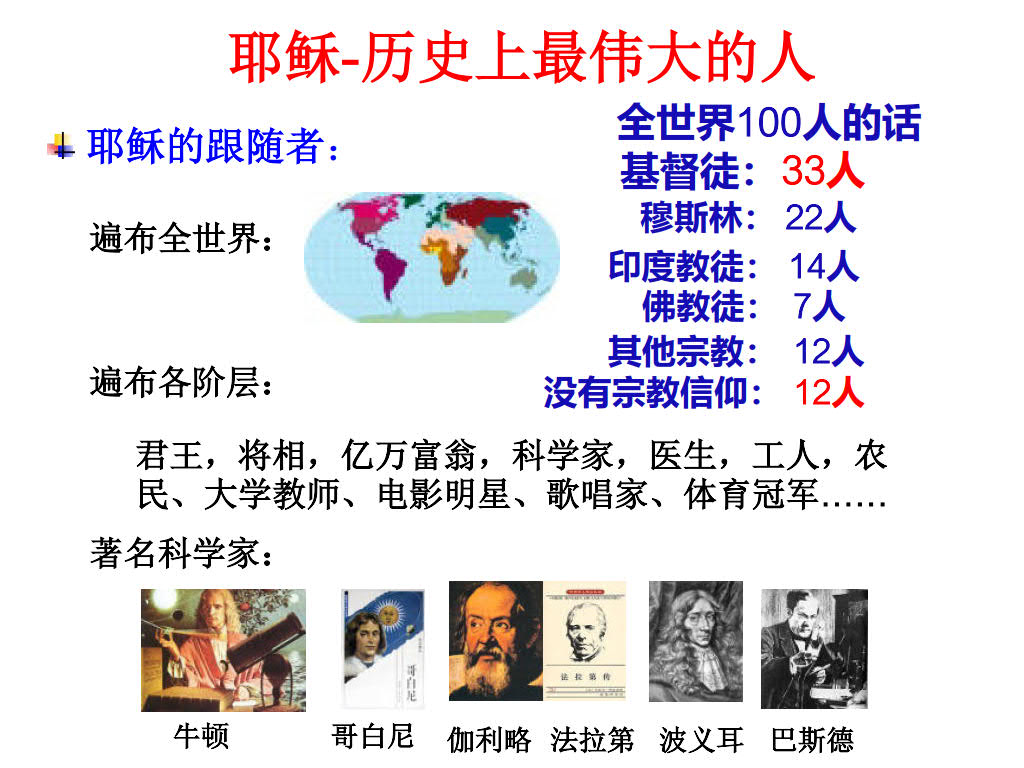 耶稣-历史上最伟大的人
耶稣的跟随者：
遍布全世界：
全世界100人的话
基督徒：33人
穆斯林：22人
印度教徒：14人
佛教徒：7人
其他宗教：12人
没有宗教信仰：12人
遍布各阶层：
君王，将相，亿万富翁，科学家，医生，工人，农
民、大学教师、电影明星、歌唱家、体育冠军……
著名科学家：
哥白尼
法拉第传
牛顿
哥白尼
伽利略
法拉第
波义耳
巴斯德